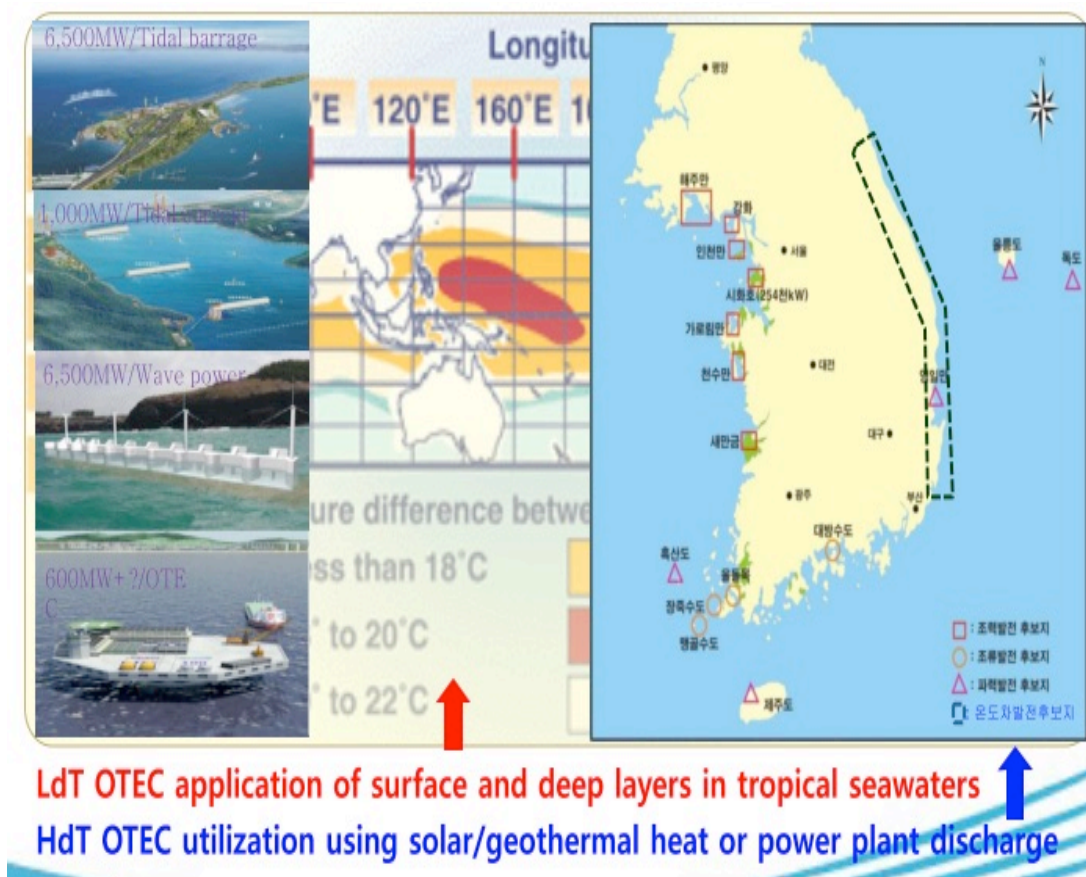 6,500MW/Tidal barrage
1,000MW/Tidal current
6,500MW/Wave power
600MW+ ?/OTE
C
Longitu
°E 120°E 160°E
ure difference betwe
ess than 18°C
° to 20°C
° to 22°C
N
평양
해주만
강화
인천만
서울
울릉도
독도
시화호(254천kW)
가로림만
천수만
대전
영일만
새만금
대구
광주
부산
대방수도
흑산도
울돌목
장죽수도
맹골수도
제주도
: 조력발전 후보지
: 조류발전 후보지
: 파력발전 후보지
: 온도차발전후보지
LdT OTEC application of surface and deep layers in tropical seawaters
HdT OTEC utilization using solar/geothermal heat or power plant discharge